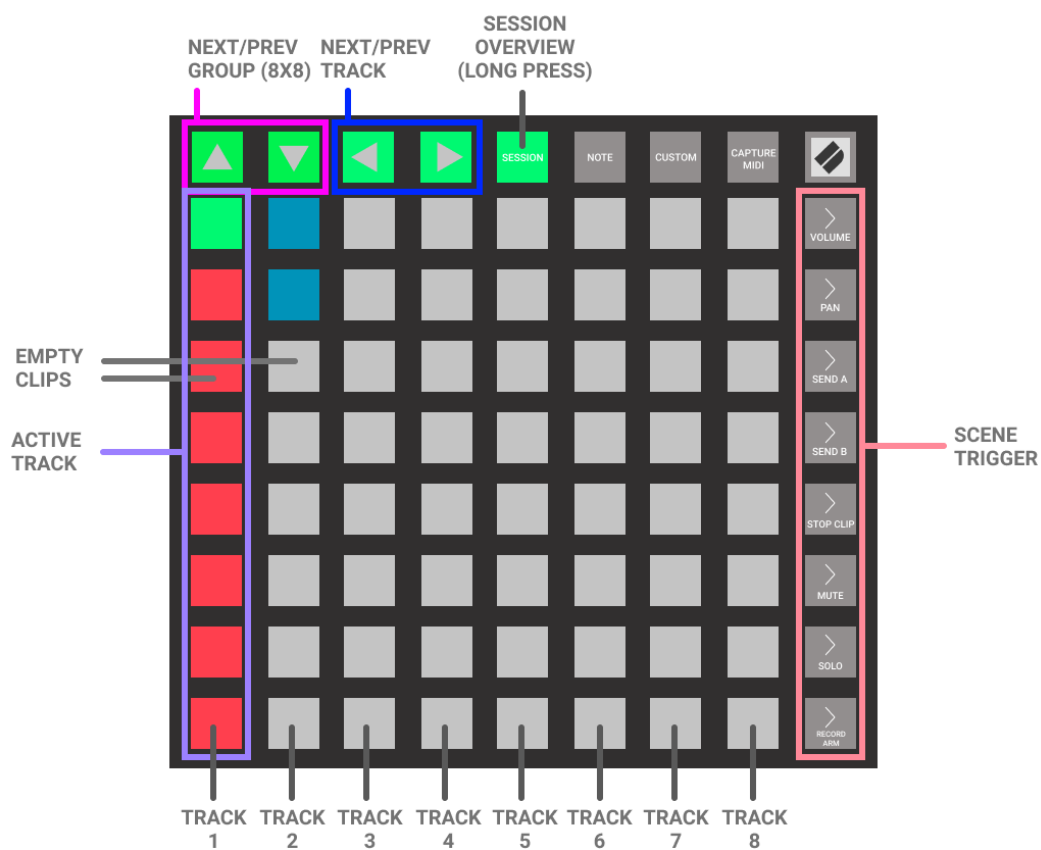 SESSION
OVERVIEW
(LONG PRESS)
NEXT/PREV
GROUP (8X8)
NEXT/PREV
TRACK
SESSION
NOTE
CUSTOM
CAPTURE
MIDI
VOLUME
PAN
EMPTY
CLIPS
SEND A
ACTIVE
TRACK
SEND B
SCENE
TRIGGER
STOP CLIP
MUTE
SOLO
RECORD
ARM
TRACK
1
TRACK
2
TRACK
3
TRACK
4
TRACK
5
TRACK
6
TRACK
7
TRACK
8